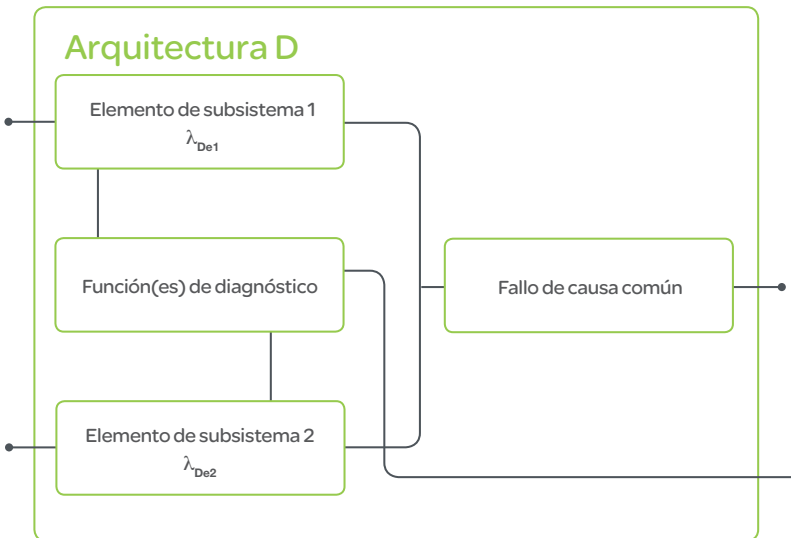 Arquitectura D
Elemento de subsistema 1
λDe1
Función(es) de diagnóstico
Fallo de causa común
Elemento de subsistema 2
λDe2